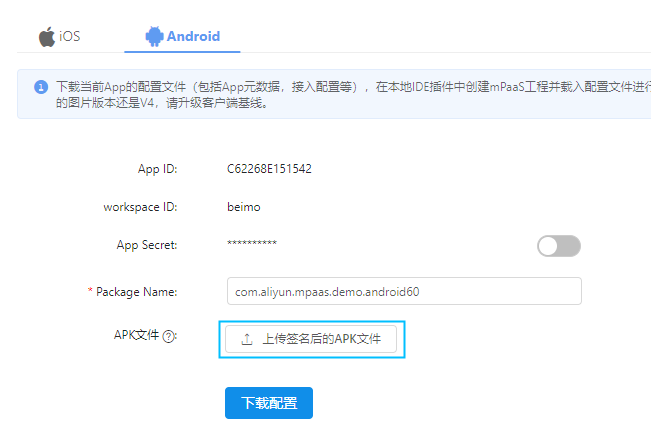 iOS
Android
下载当前App的配置文件（包括App元数据，接入配置等），在本地IDE插件中创建mPaaS工程并载入配置文件进行
的图片版本还是V4，请升级客户端基线。
App ID: C62268E151542
workspace ID: beimo
App Secret: **********
* Package Name: com.aliyun.mpaas.demo.android60
APK文件 ?: 上传签名后的APK文件
下载配置